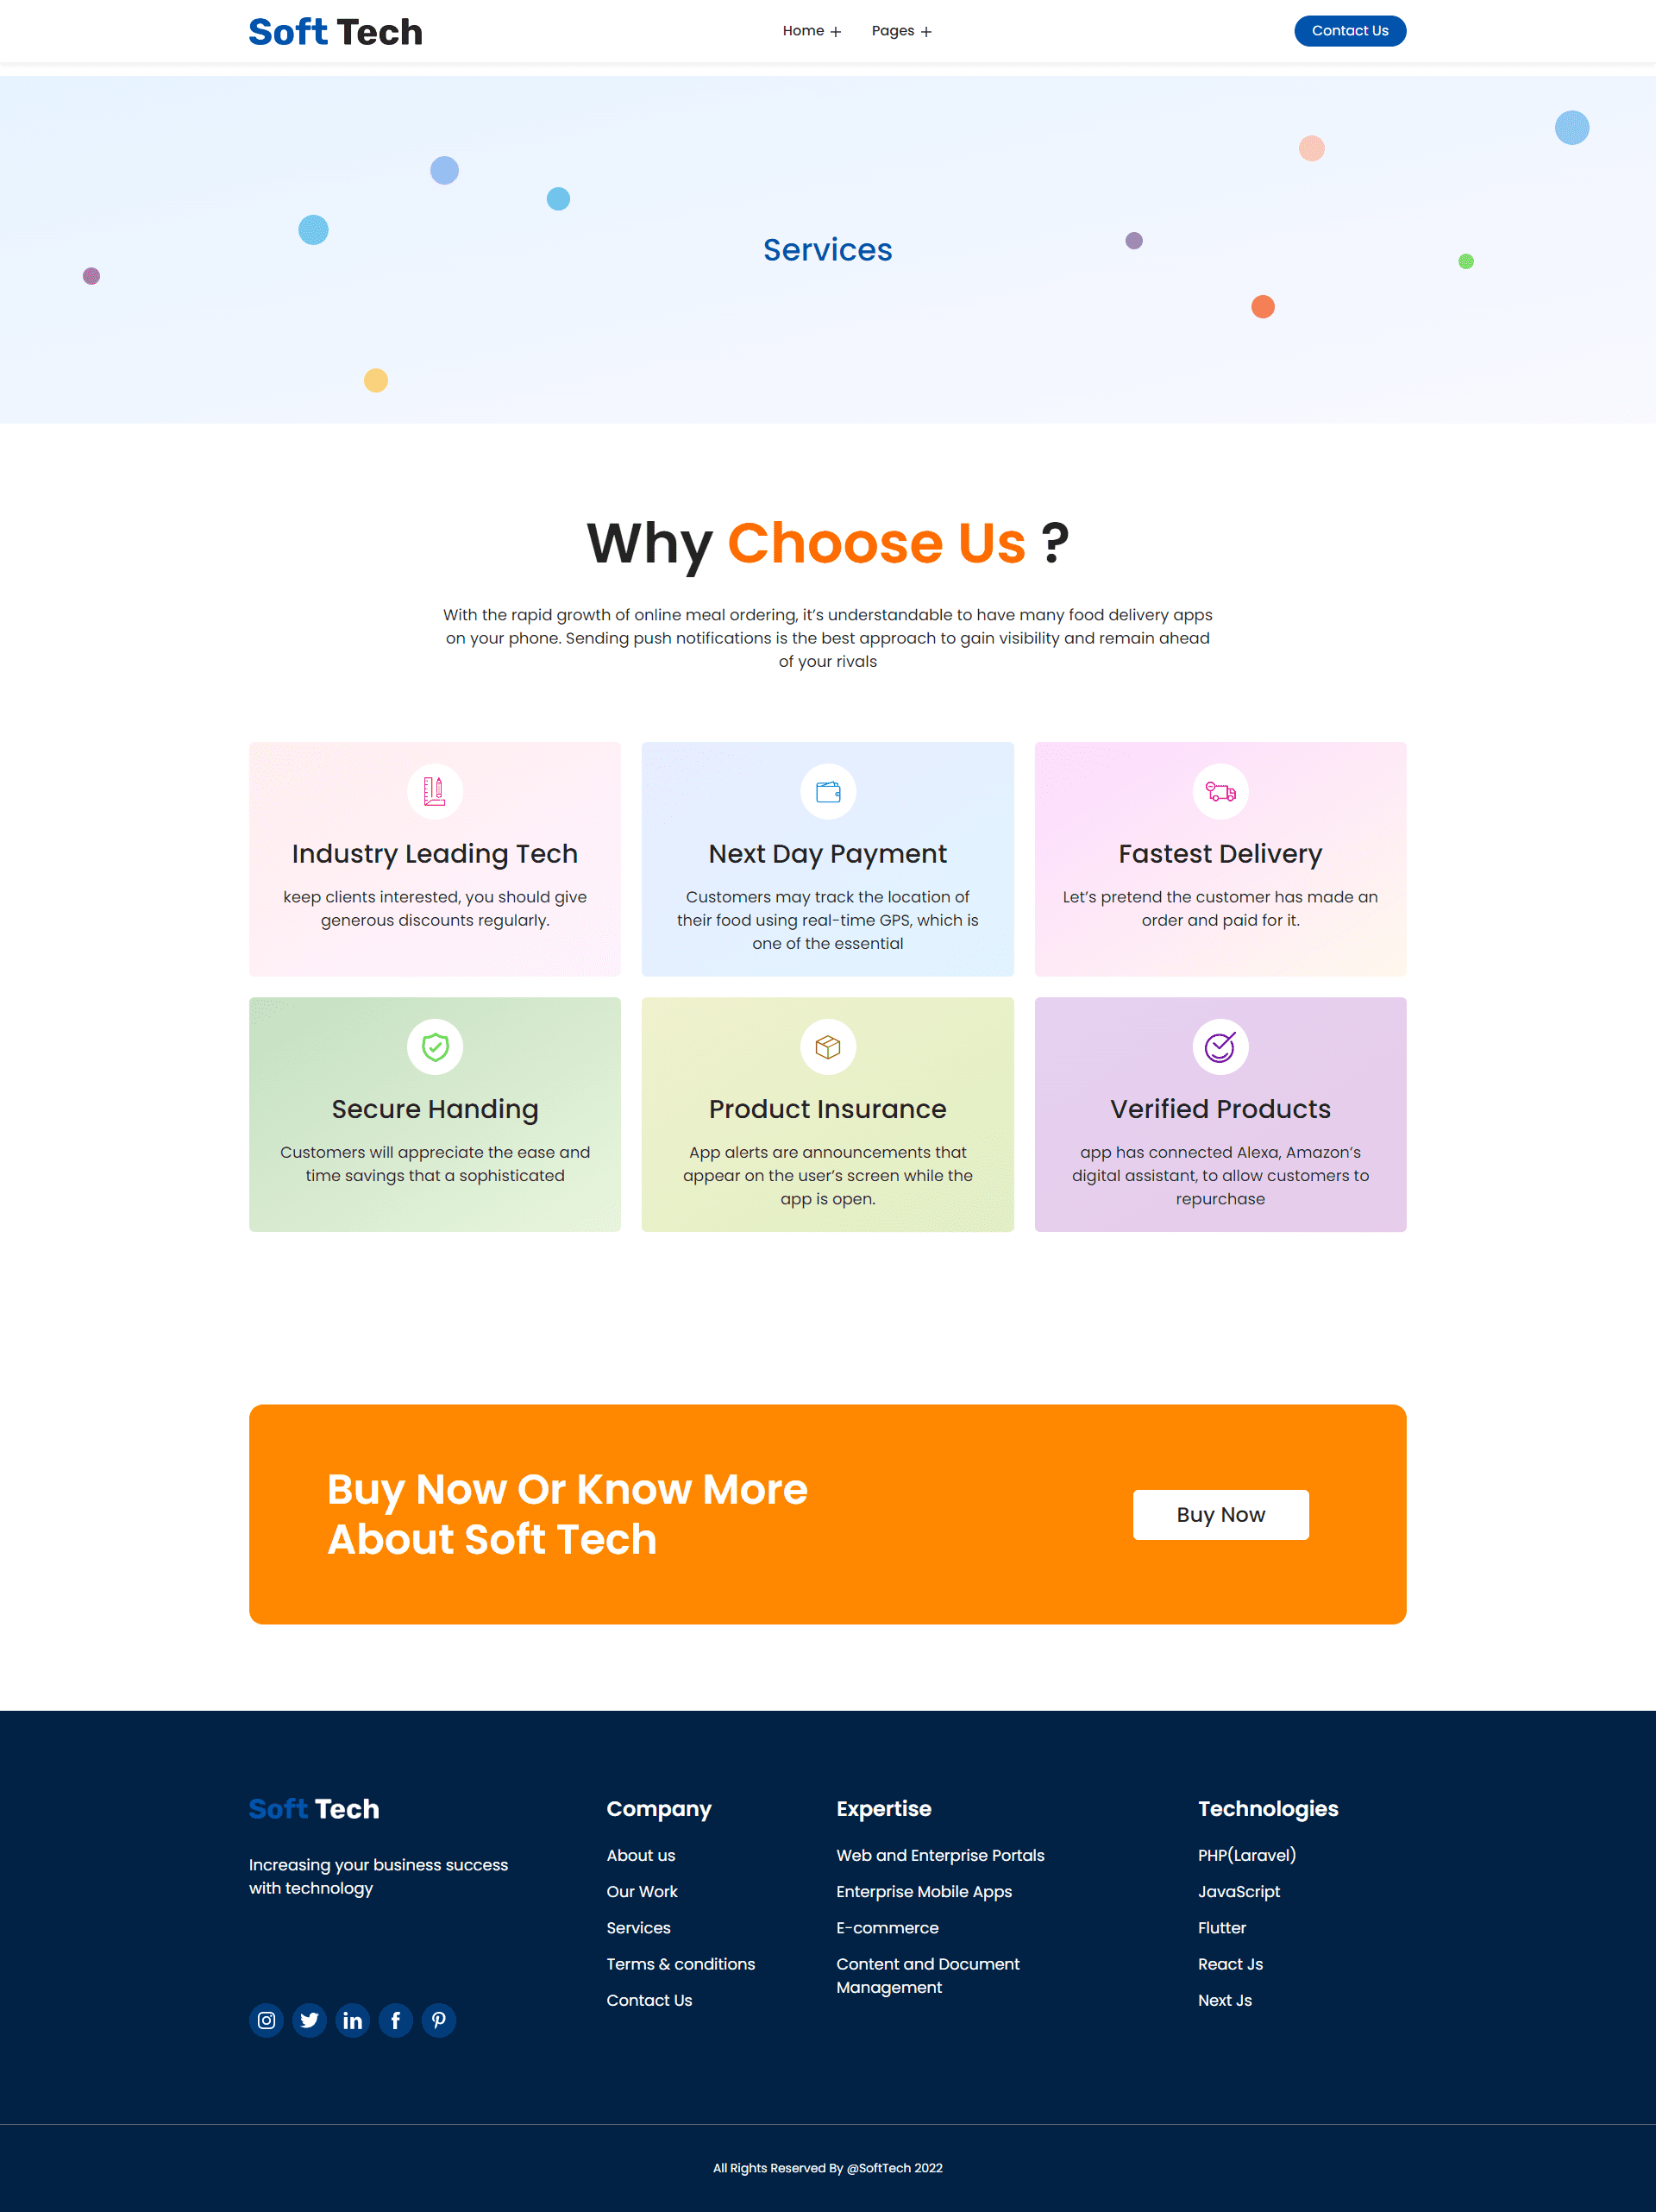 Soft Tech
Home +
Pages +
Contact Us
Services
Why Choose Us ?
With the rapid growth of online meal ordering, it’s understandable to have many food delivery apps
on your phone. Sending push notifications is the best approach to gain visibility and remain ahead
of your rivals
Industry Leading Tech
keep clients interested, you should give
generous discounts regularly.
Next Day Payment
Customers may track the location of
their food using real-time GPS, which is
one of the essential
Fastest Delivery
Let’s pretend the customer has made an
order and paid for it.
Secure Handing
Customers will appreciate the ease and
time savings that a sophisticated
Product Insurance
App alerts are announcements that
appear on the user’s screen while the
app is open.
Verified Products
app has connected Alexa, Amazon’s
digital assistant, to allow customers to
repurchase
Buy Now Or Know More
About Soft Tech
Buy Now
Soft Tech
Increasing your business success
with technology
Company
About us
Our Work
Services
Terms & conditions
Contact Us
Expertise
Web and Enterprise Portals
Enterprise Mobile Apps
E-commerce
Content and Document
Management
Technologies
PHP(Laravel)
JavaScript
Flutter
React Js
Next Js
All Rights Reserved By @SoftTech 2022